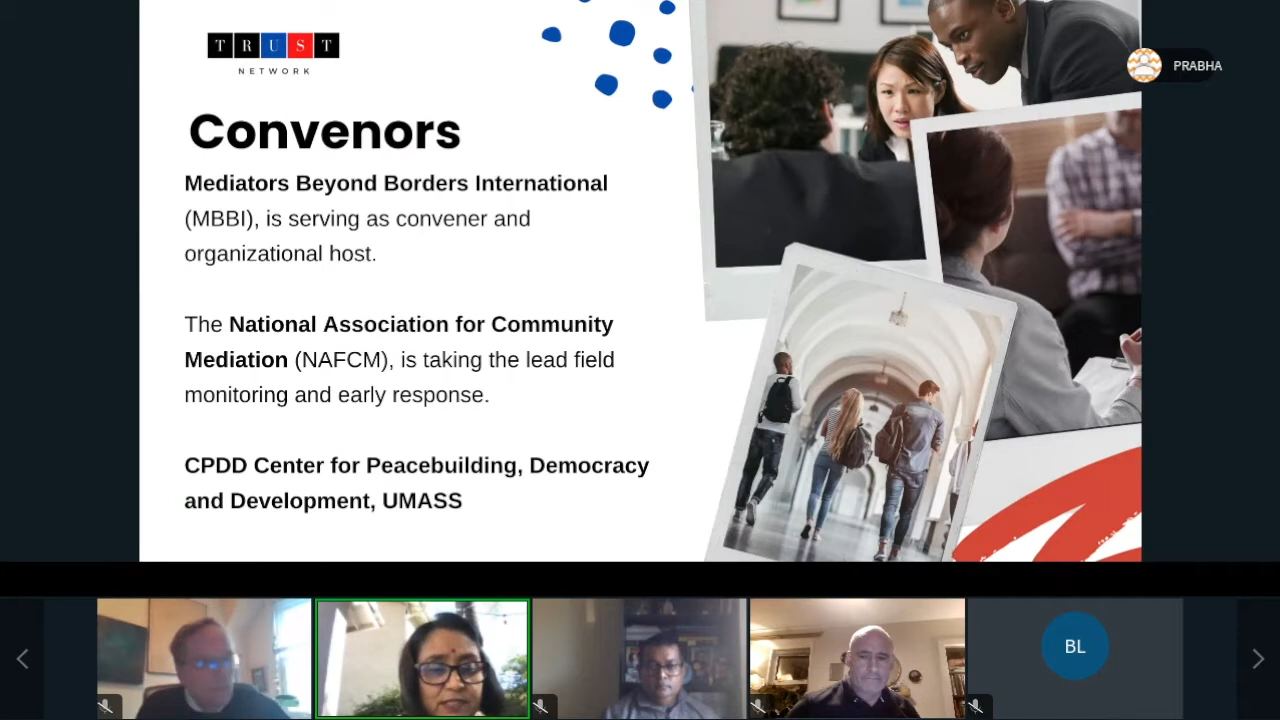 TRUST
NETWORK
PRABHA
Convenors
Mediators Beyond Borders International
(MBBI), is serving as convener and
organizational host.
The National Association for Community
Mediation (NAFCM), is taking the lead field
monitoring and early response.
CPDD Center for Peacebuilding, Democracy
and Development, UMASS
BL